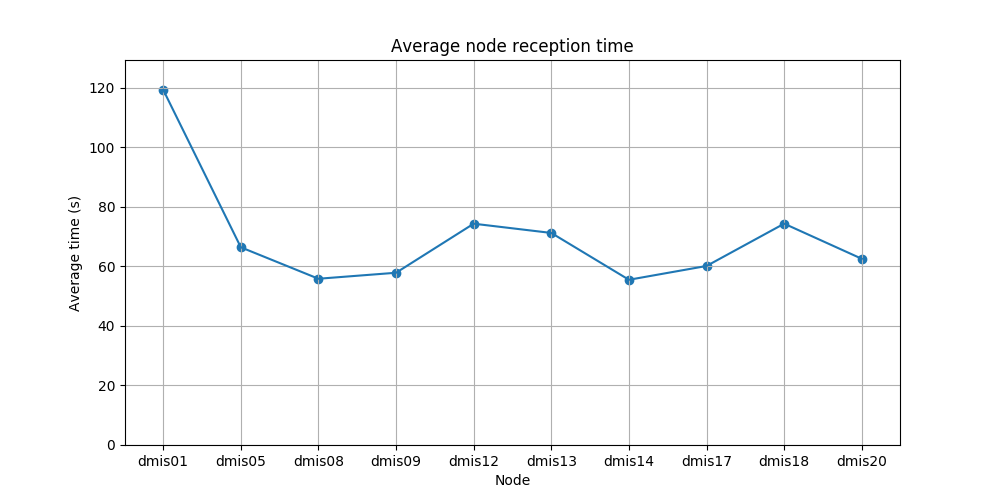 Average node reception time
120
100
80
60
40
20
0
Average time (s)
dmis01 dmis05 dmis08 dmis09 dmis12 dmis13 dmis14 dmis17 dmis18 dmis20
Node